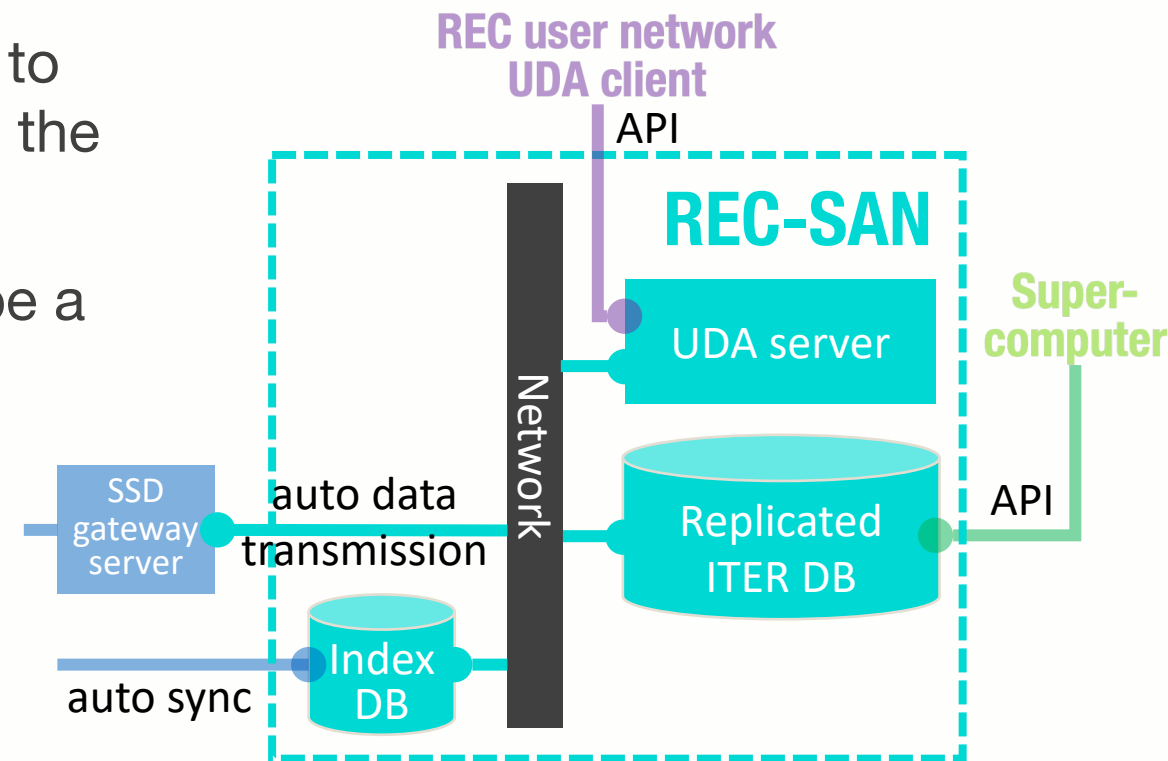 to
the
be a
REC user network
UDA client
API
REC-SAN
UDA server
Super-
computer
Network
SSD
gateway
server
auto data
transmission
Replicated
ITER DB
API
Index
DB
auto sync